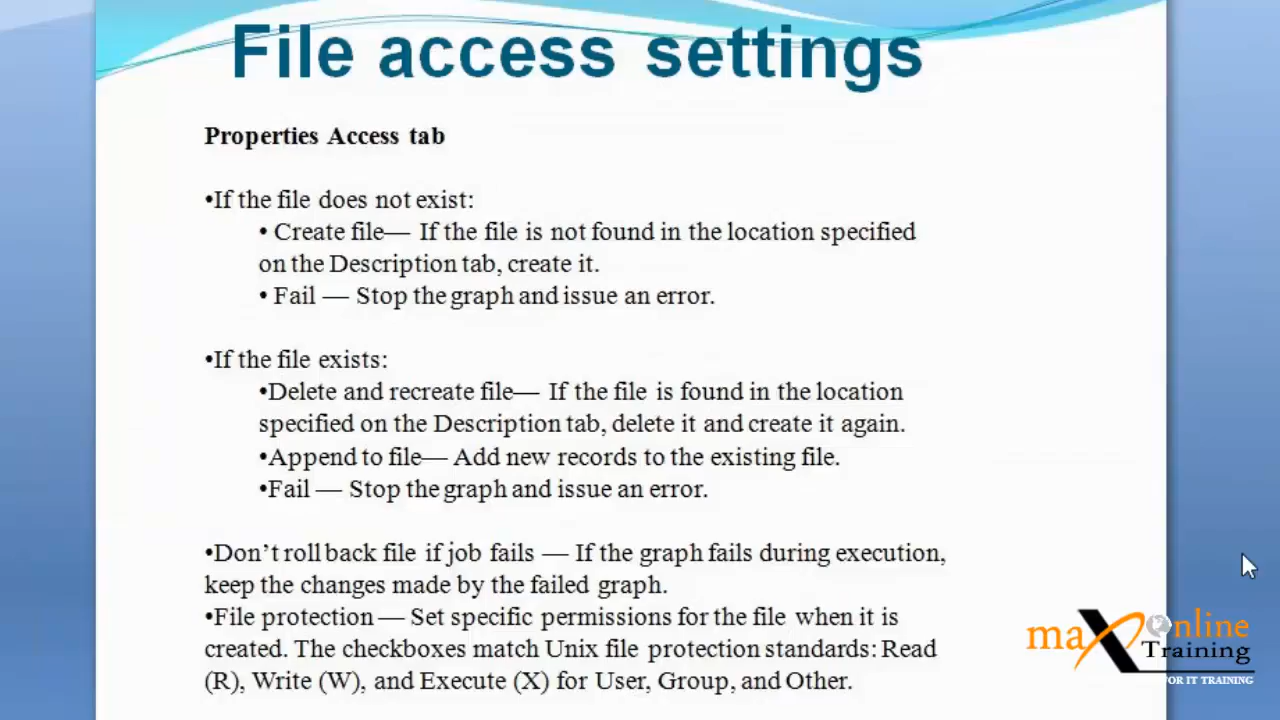 File access settings
Properties Access tab
•If the file does not exist:
• Create file— If the file is not found in the location specified
on the Description tab, create it.
• Fail — Stop the graph and issue an error.
•If the file exists:
•Delete and recreate file— If the file is found in the location
specified on the Description tab, delete it and create it again.
•Append to file— Add new records to the existing file.
•Fail — Stop the graph and issue an error.
•Don’t roll back file if job fails — If the graph fails during execution,
keep the changes made by the failed graph.
•File protection — Set specific permissions for the file when it is
created. The checkboxes match Unix file protection standards: Read
(R), Write (W), and Execute (X) for User, Group, and Other.
maX Online
Training
FOR IT TRAINING